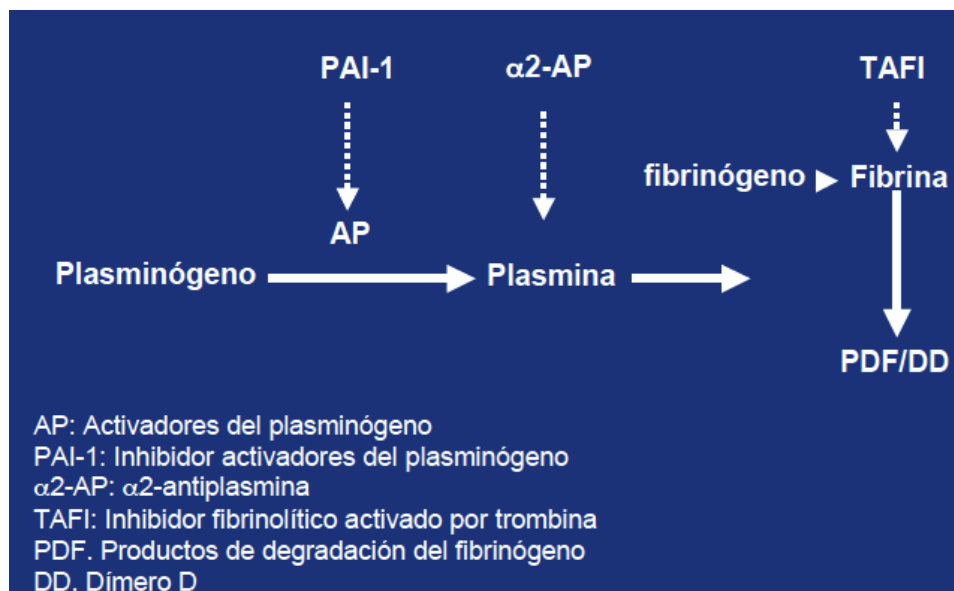 PAI-1 α2-AP TAFI
fibrinógeno Fibrina
AP
Plasminógeno Plasmina
PDF/DD
AP: Activadores del plasminógeno
PAI-1: Inhibidor activadores del plasminógeno
α2-AP: α2-antiplasmina
TAFI: Inhibidor fibrinolítico activado por trombina
PDF. Productos de degradación del fibrinógeno
DD. Dímero D